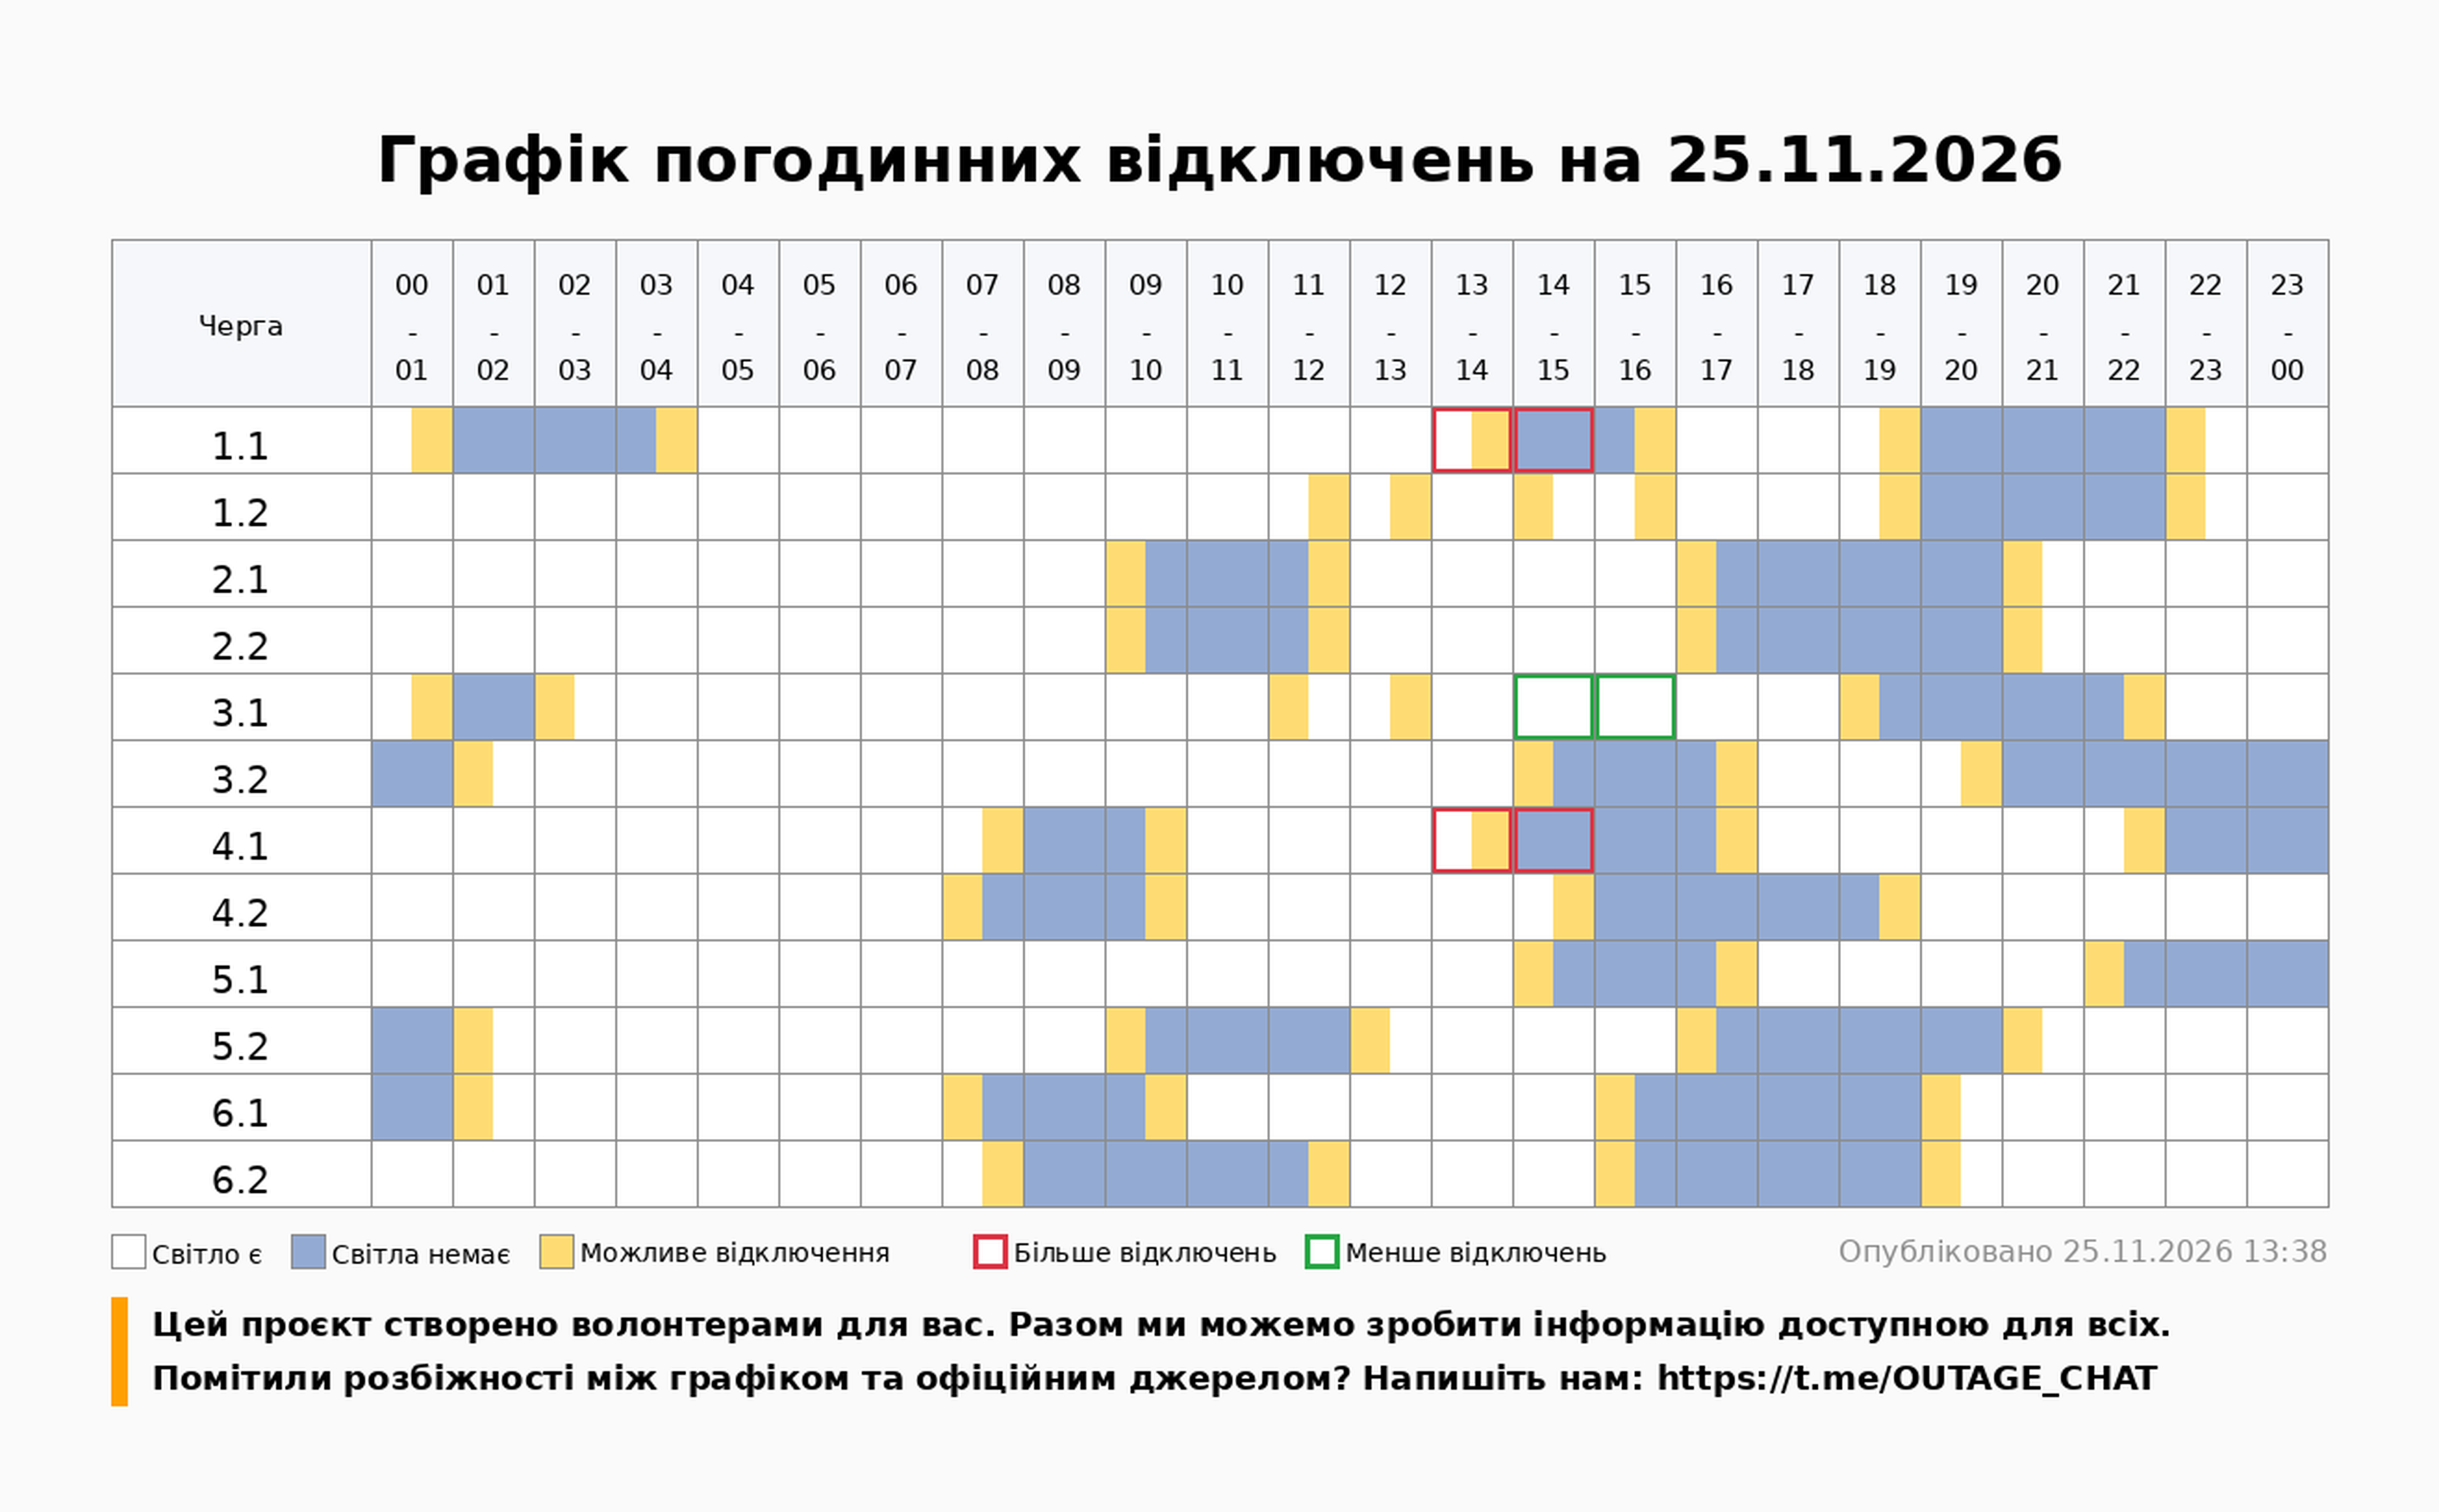 Графік погодинних відключень на 25.11.2026
Черга 00 - 01 01 - 02 02 - 03 03 - 04 04 - 05 05 - 06 06 - 07 07 - 08 08 - 09 09 - 10 10 - 11 11 - 12 12 - 13 13 - 14 14 - 15 15 - 16 16 - 17 17 - 18 18 - 19 19 - 20 20 - 21 21 - 22 22 - 23 23 - 00
1.1
1.2
2.1
2.2
3.1
3.2
4.1
4.2
5.1
5.2
6.1
6.2
Світло є Світла немає Можливе відключення Більше відключень Менше відключень Опубліковано 25.11.2026 13:38
Цей проєкт створено волонтерами для вас. Разом ми можемо зробити інформацію доступною для всіх.
Помітили розбіжності між графіком та офіційним джерелом? Напишіть нам: https://t.me/OUTAGE_CHAT